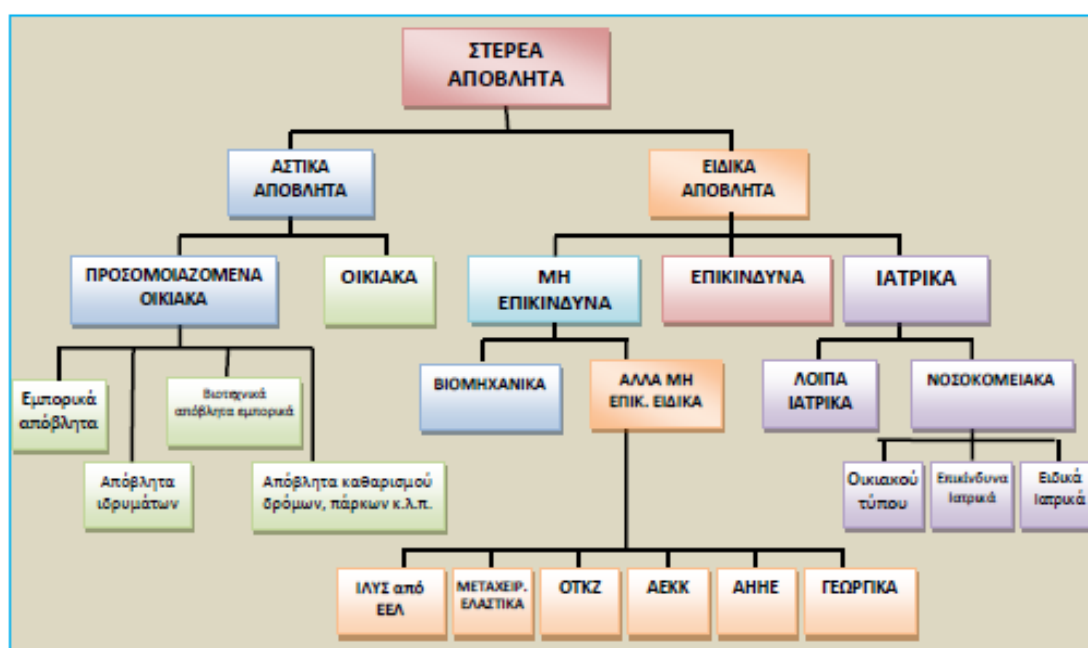 ΣΤΕΡΕΑ
ΑΠΟΒΛΗΤΑ
ΑΣΤΙΚΑ
ΑΠΟΒΛΗΤΑ
ΕΙΔΙΚΑ
ΑΠΟΒΛΗΤΑ
ΠΡΟΣΟΜΟΙΑΖΟΜΕΝΑ
ΟΙΚΙΑΚΑ
ΟΙΚΙΑΚΑ
ΜΗ
ΕΠΙΚΙΝΔΥΝΑ
ΕΠΙΚΙΝΔΥΝΑ
ΙΑΤΡΙΚΑ
Εμπορικά
απόβλητα
Βιοτεχνικά
απόβλητα εμπορικά
ΒΙΟΜΗΧΑΝΙΚΑ
ΑΛΛΑ ΜΗ
ΕΠΙΚ. ΕΙΔΙΚΑ
ΛΟΙΠΑ
ΙΑΤΡΙΚΑ
ΝΟΣΟΚΟΜΕΙΑΚΑ
Απόβλητα
ιδρυμάτων
Απόβλητα καθαρισμού
δρόμων, πάρκων κ.λ.π.
Οικιακού
τύπου
Επικίνδυνα
Ιατρικά
Ειδικά
Ιατρικά
ΙΛΥΣ από
ΕΕΛ
ΜΕΤΑΧΕΙΡ.
ΕΛΑΣΤΙΚΑ
ΟΤΚΖ
ΑΕΚΚ
ΑΗΗΕ
ΓΕΩΡΓΙΚΑ